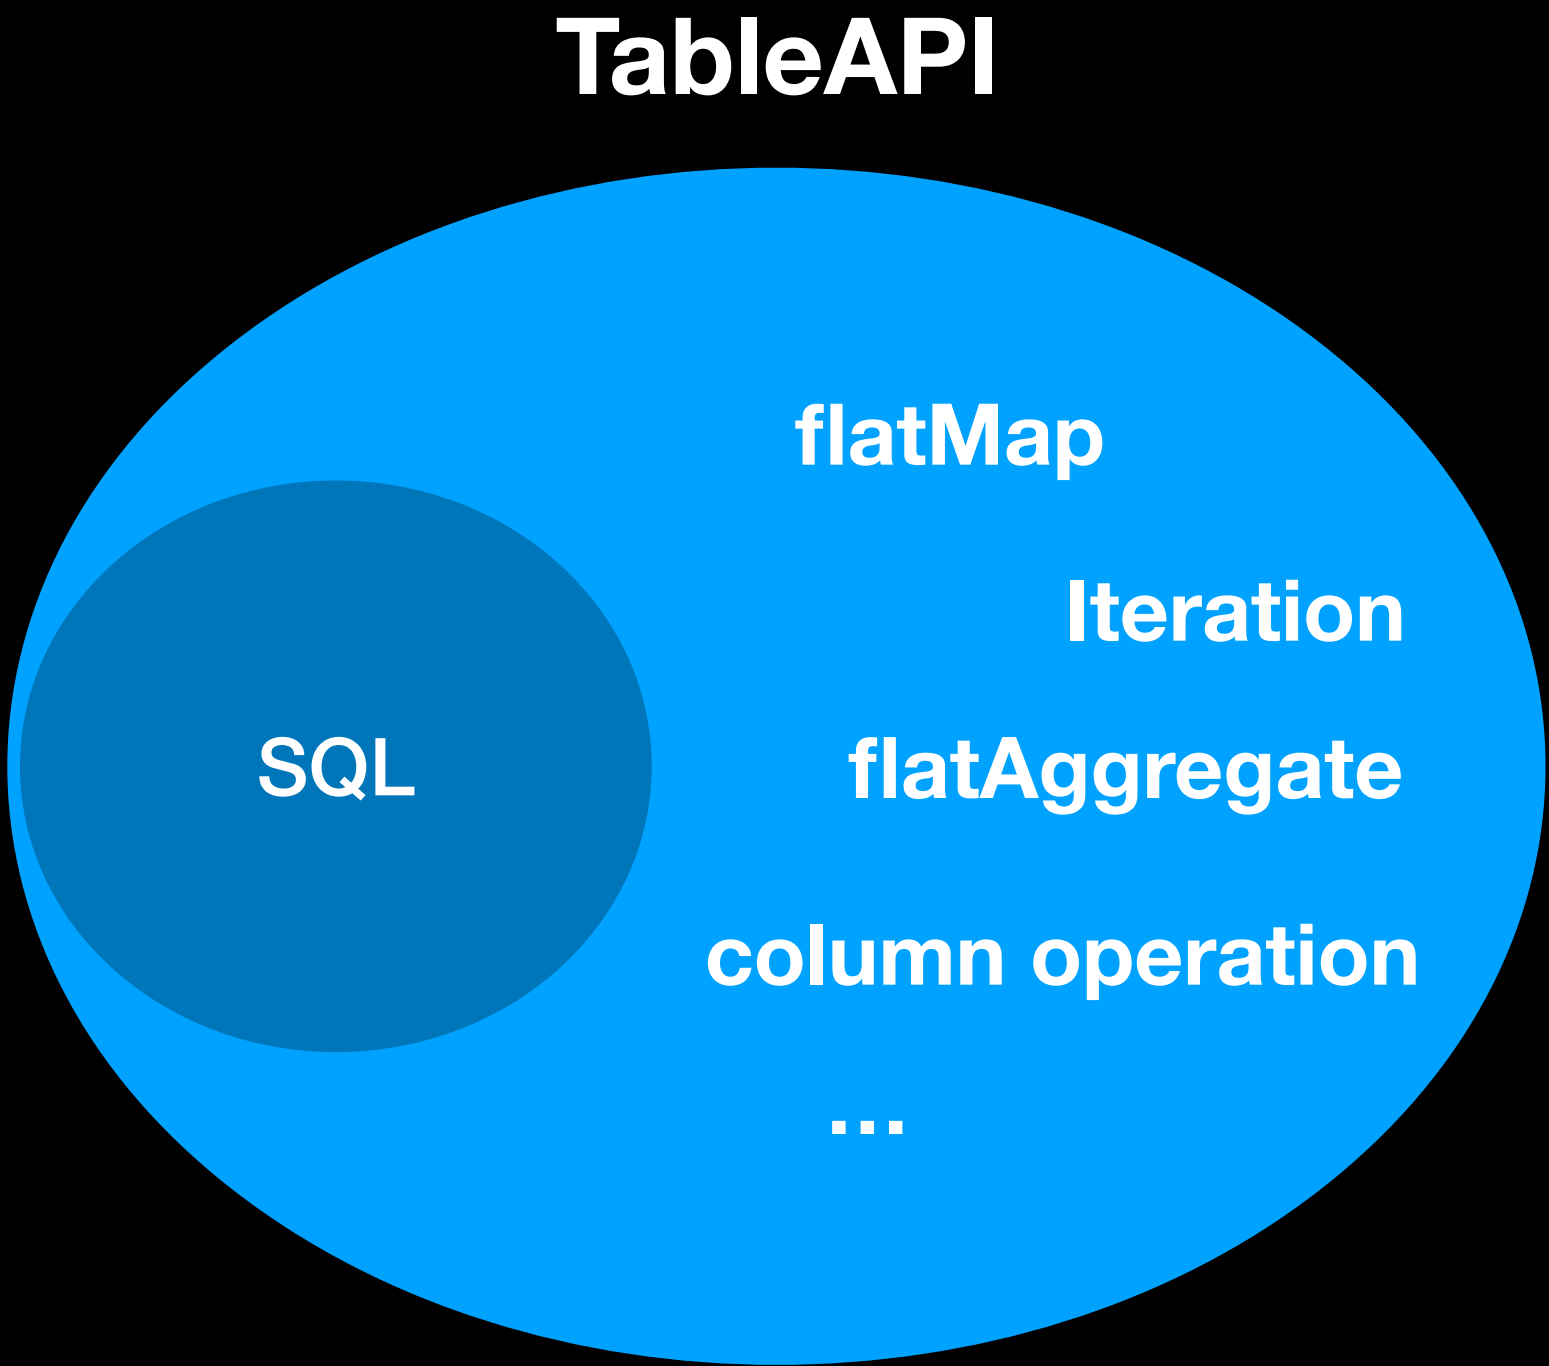 TableAPI
flatMap
Iteration
SQL
flatAggregate
column operation
...